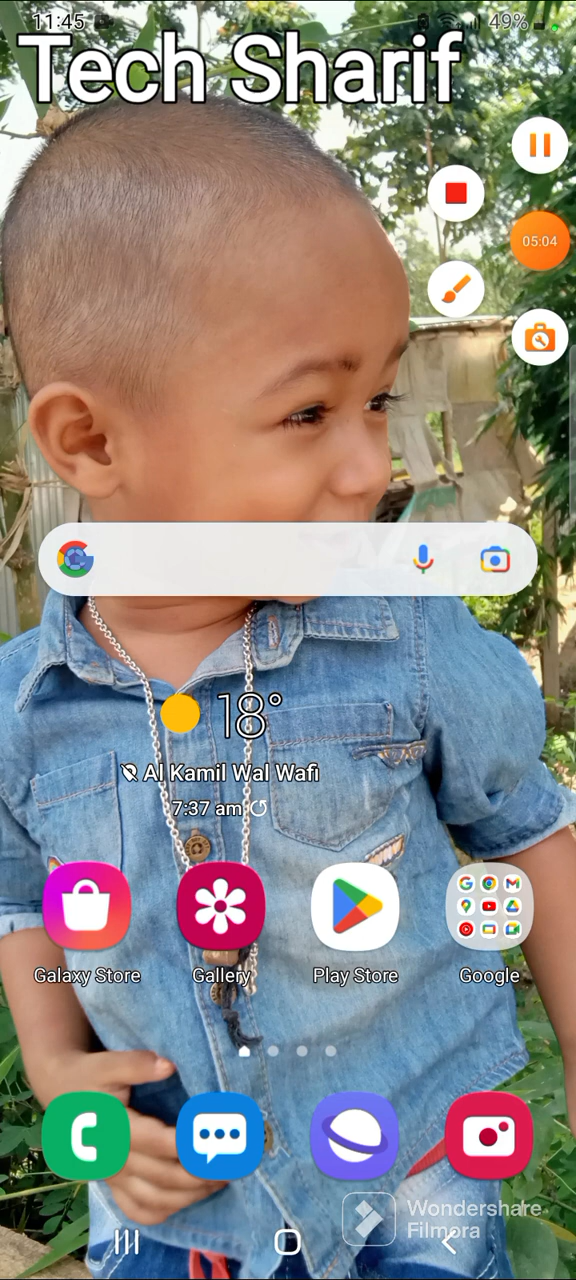 11:45
49%
Tech Sharif
05:04
18°
Al Kamil Wal Wafi
7:37 am
Galaxy Store
Gallery
Play Store
Google
Wondershare
Filmora